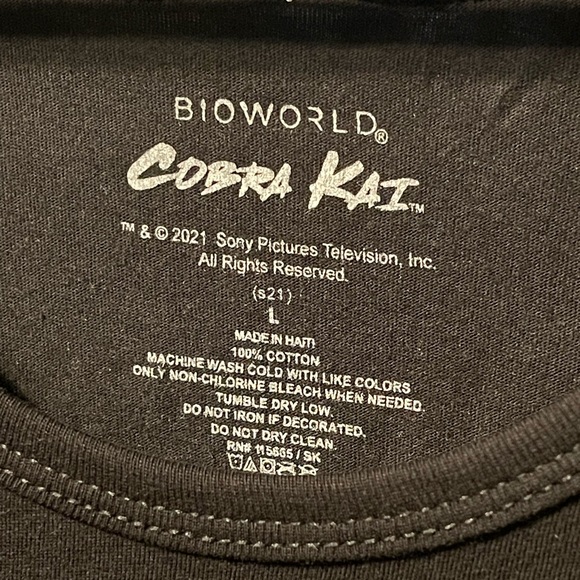 BIOWORLD®
COBRA KAI™
™ & © 2021 Sony Pictures Television, Inc.
All Rights Reserved.
(s21)
L
MADE IN HAITI
100% COTTON
MACHINE WASH COLD WITH LIKE COLORS
ONLY NON-CHLORINE BLEACH WHEN NEEDED.
TUMBLE DRY LOW.
DO NOT IRON IF DECORATED.
DO NOT DRY CLEAN.
RN# 115665 / SK